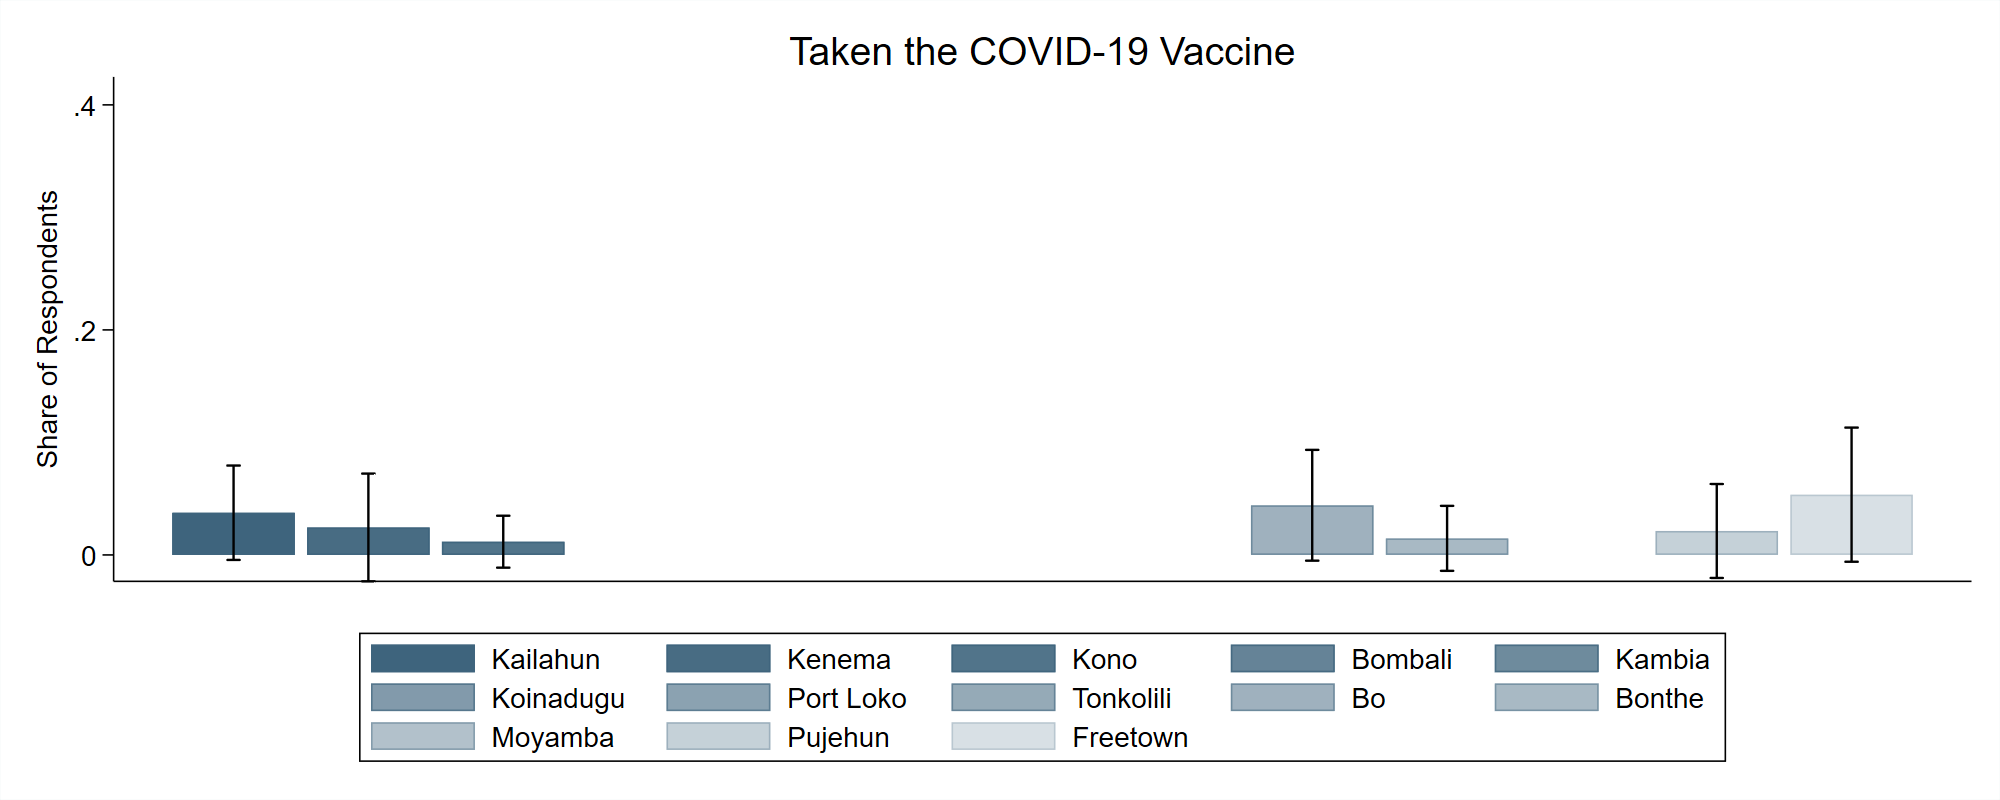 Taken the COVID-19 Vaccine
Share of Respondents
.4
.2
0
Kailahun Kenema Kono Bombali Kambia
Koinadugu Port Loko Tonkolili Bo Bonthe
Moyamba Pujehun Freetown